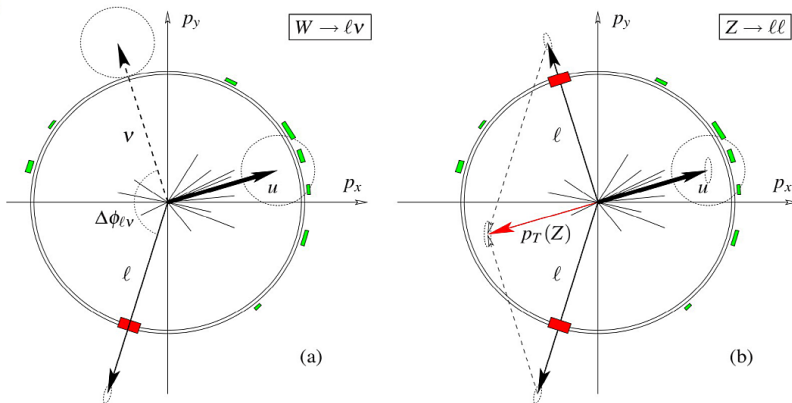 p_y
W → ℓν
ν
u
p_x
Δϕ_ℓν
ℓ
(a)
p_y
Z → ℓℓ
ℓ
u
p_x
p_T(Z)
ℓ
(b)